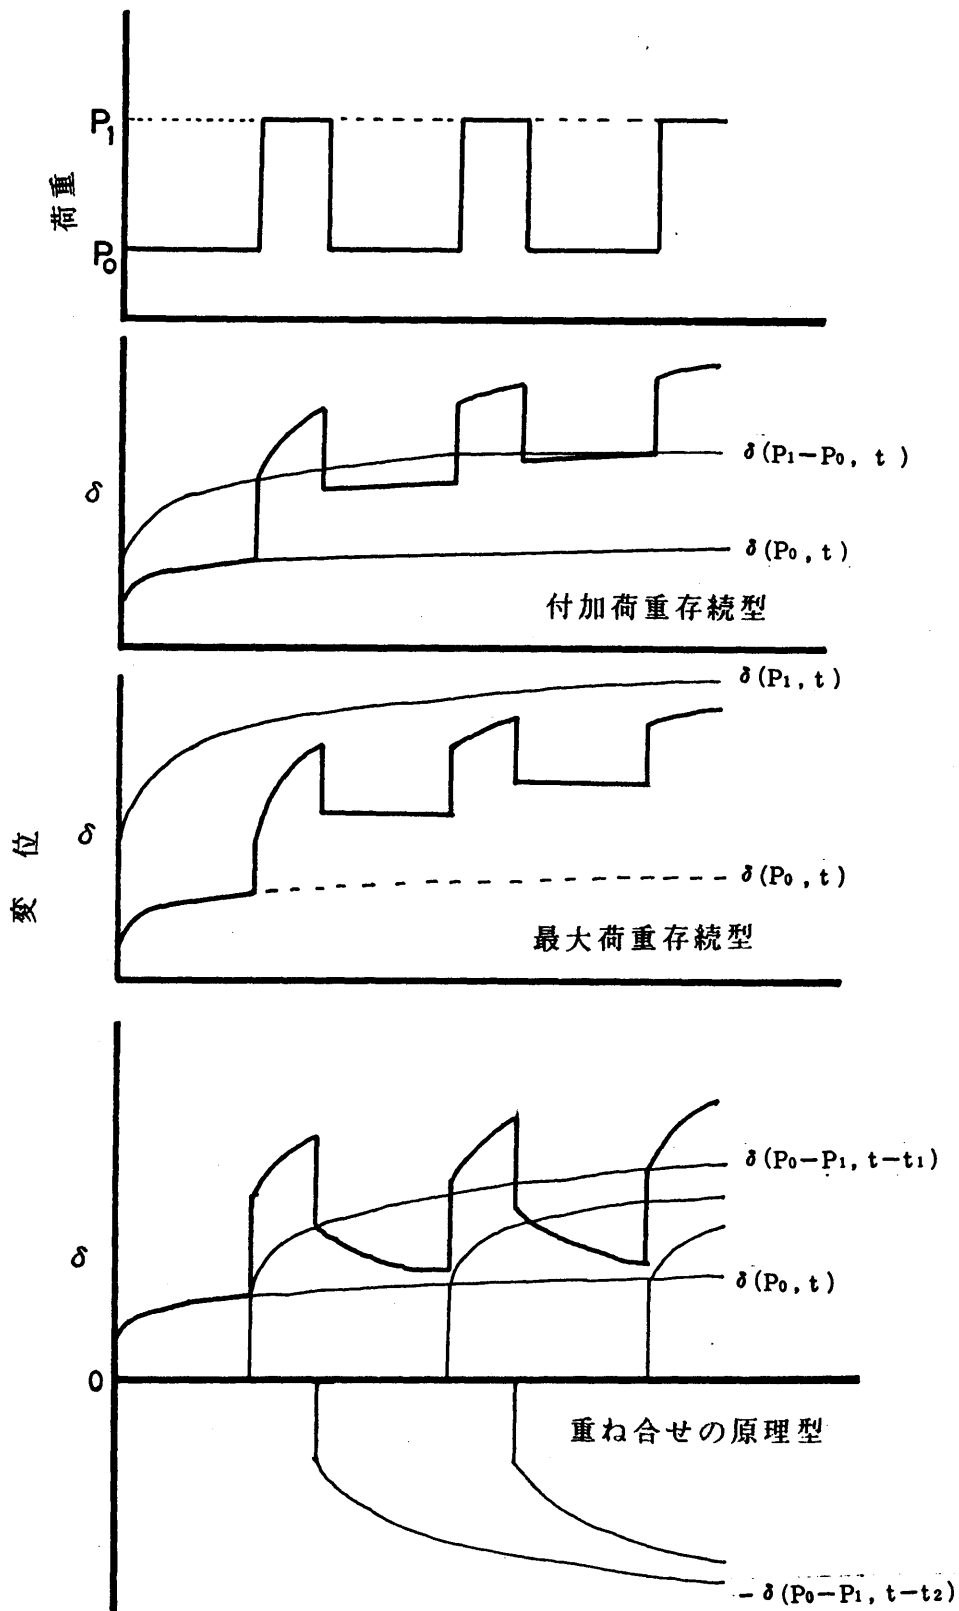 P1
荷重
P0
δ
δ(P1−P0, t)
δ(P0, t)
付加荷重存続型
δ(P1, t)
変位
δ
δ(P0, t)
最大荷重存続型
δ(P0−P1, t−t1)
δ
δ(P0, t)
0
重ね合せの原理型
−δ(P0−P1, t−t2)